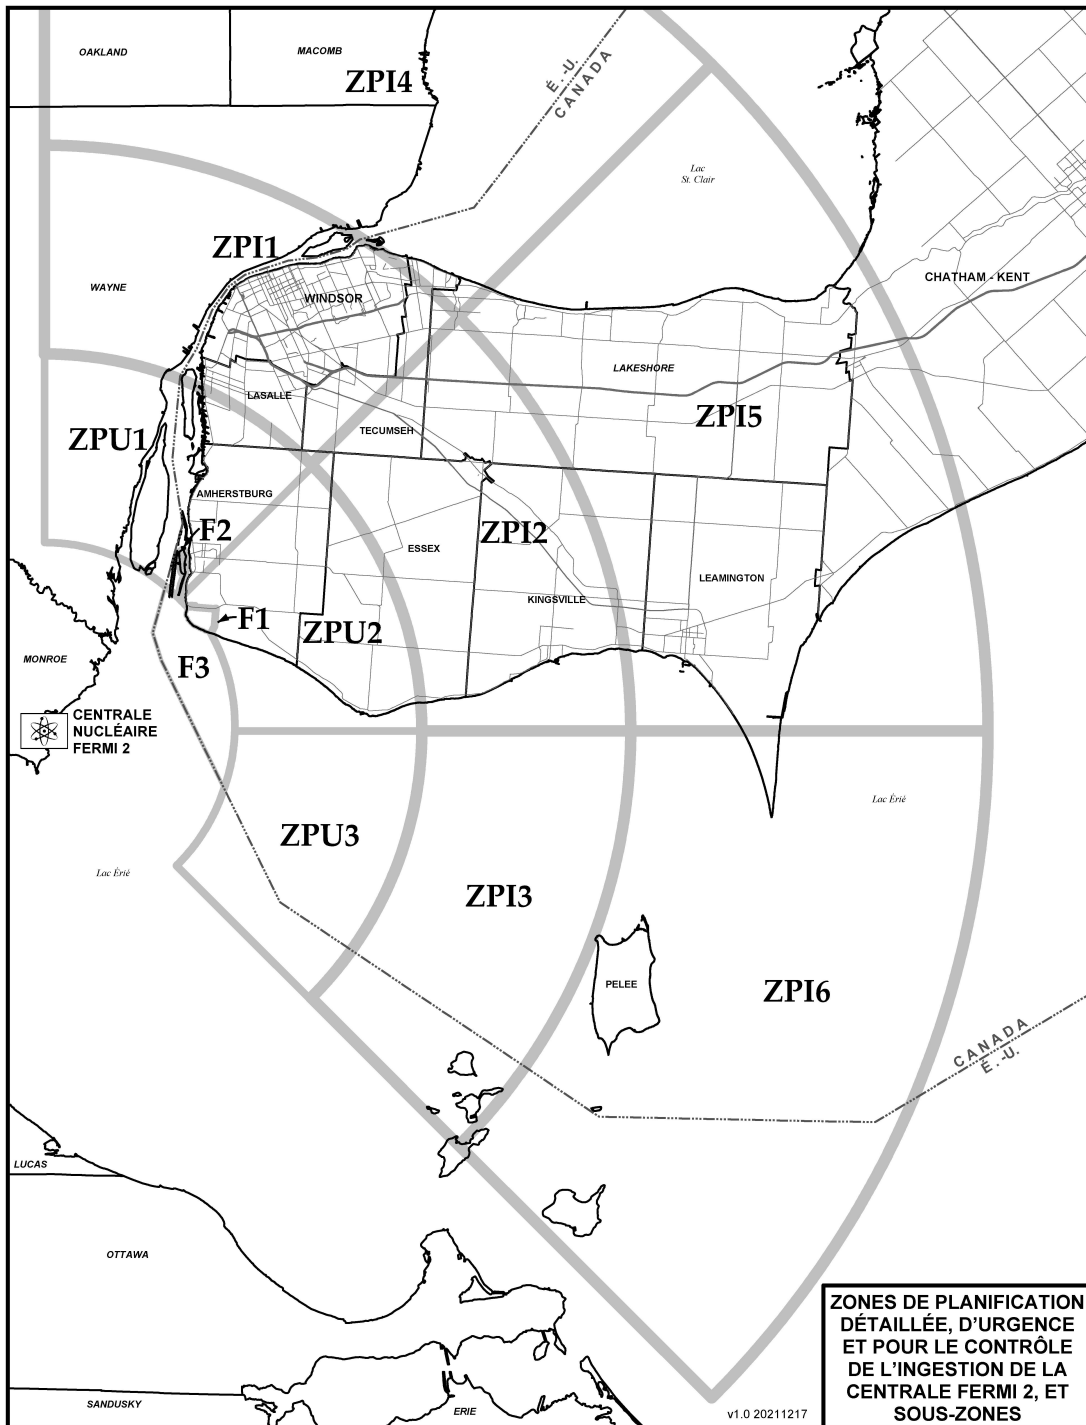 OAKLAND
MACOMB
ZPI4
É.-U.
CANADA
Lac
St. Clair
ZPI1
CHATHAM - KENT
WAYNE
WINDSOR
LAKESHORE
LASALLE
ZPI5
TECUMSEH
ZPU1
AMHERSTBURG
F2
ZPI2
ESSEX
LEAMINGTON
KINGSVILLE
F1
ZPU2
MONROE
F3
CENTRALE
NUCLÉAIRE
FERMI 2
Lac Érié
ZPU3
Lac Érié
ZPI3
PELEE
ZPI6
CANADA
É.-U.
LUCAS
OTTAWA
SANDUSKY
ERIE
v1.0 20211217
ZONES DE PLANIFICATION
DÉTAILLÉE, D'URGENCE
ET POUR LE CONTRÔLE
DE L'INGESTION DE LA
CENTRALE FERMI 2, ET
SOUS-ZONES